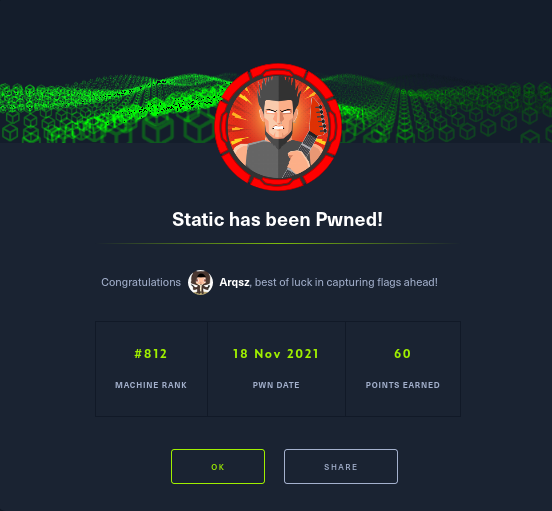 Static has been Pwned!
Congratulations Arqsz, best of luck in capturing flags ahead!
#812 18 Nov 2021 60
MACHINE RANK PWN DATE POINTS EARNED
OK SHARE